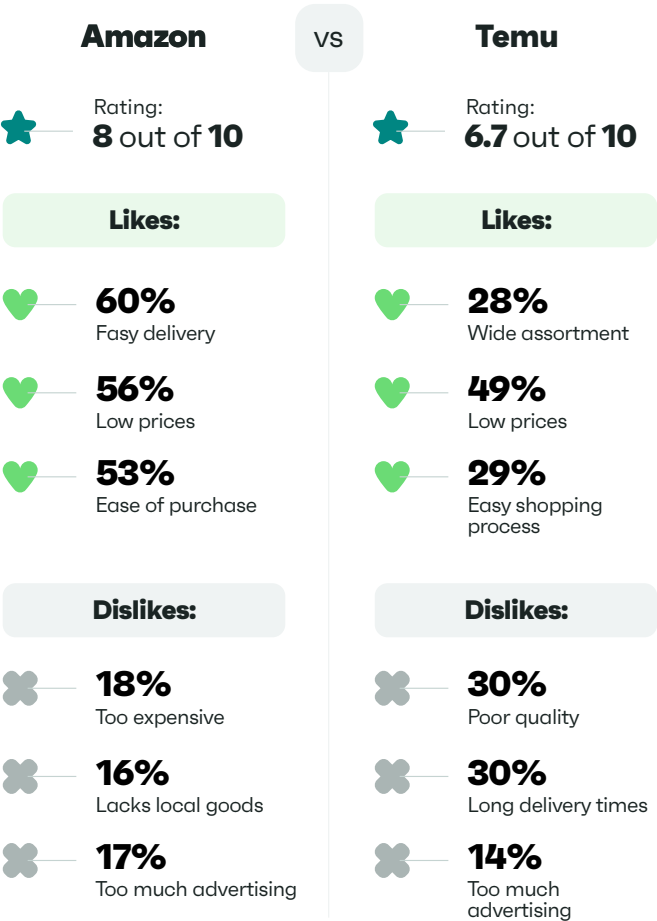 Amazon
vs
Temu
Rating:
8 out of 10
Rating:
6.7 out of 10
Likes:
60%
Fasy delivery
56%
Low prices
53%
Ease of purchase
Likes:
28%
Wide assortment
49%
Low prices
29%
Easy shopping
process
Dislikes:
18%
Too expensive
16%
Lacks local goods
17%
Too much advertising
Dislikes:
30%
Poor quality
30%
Long delivery times
14%
Too much
advertising